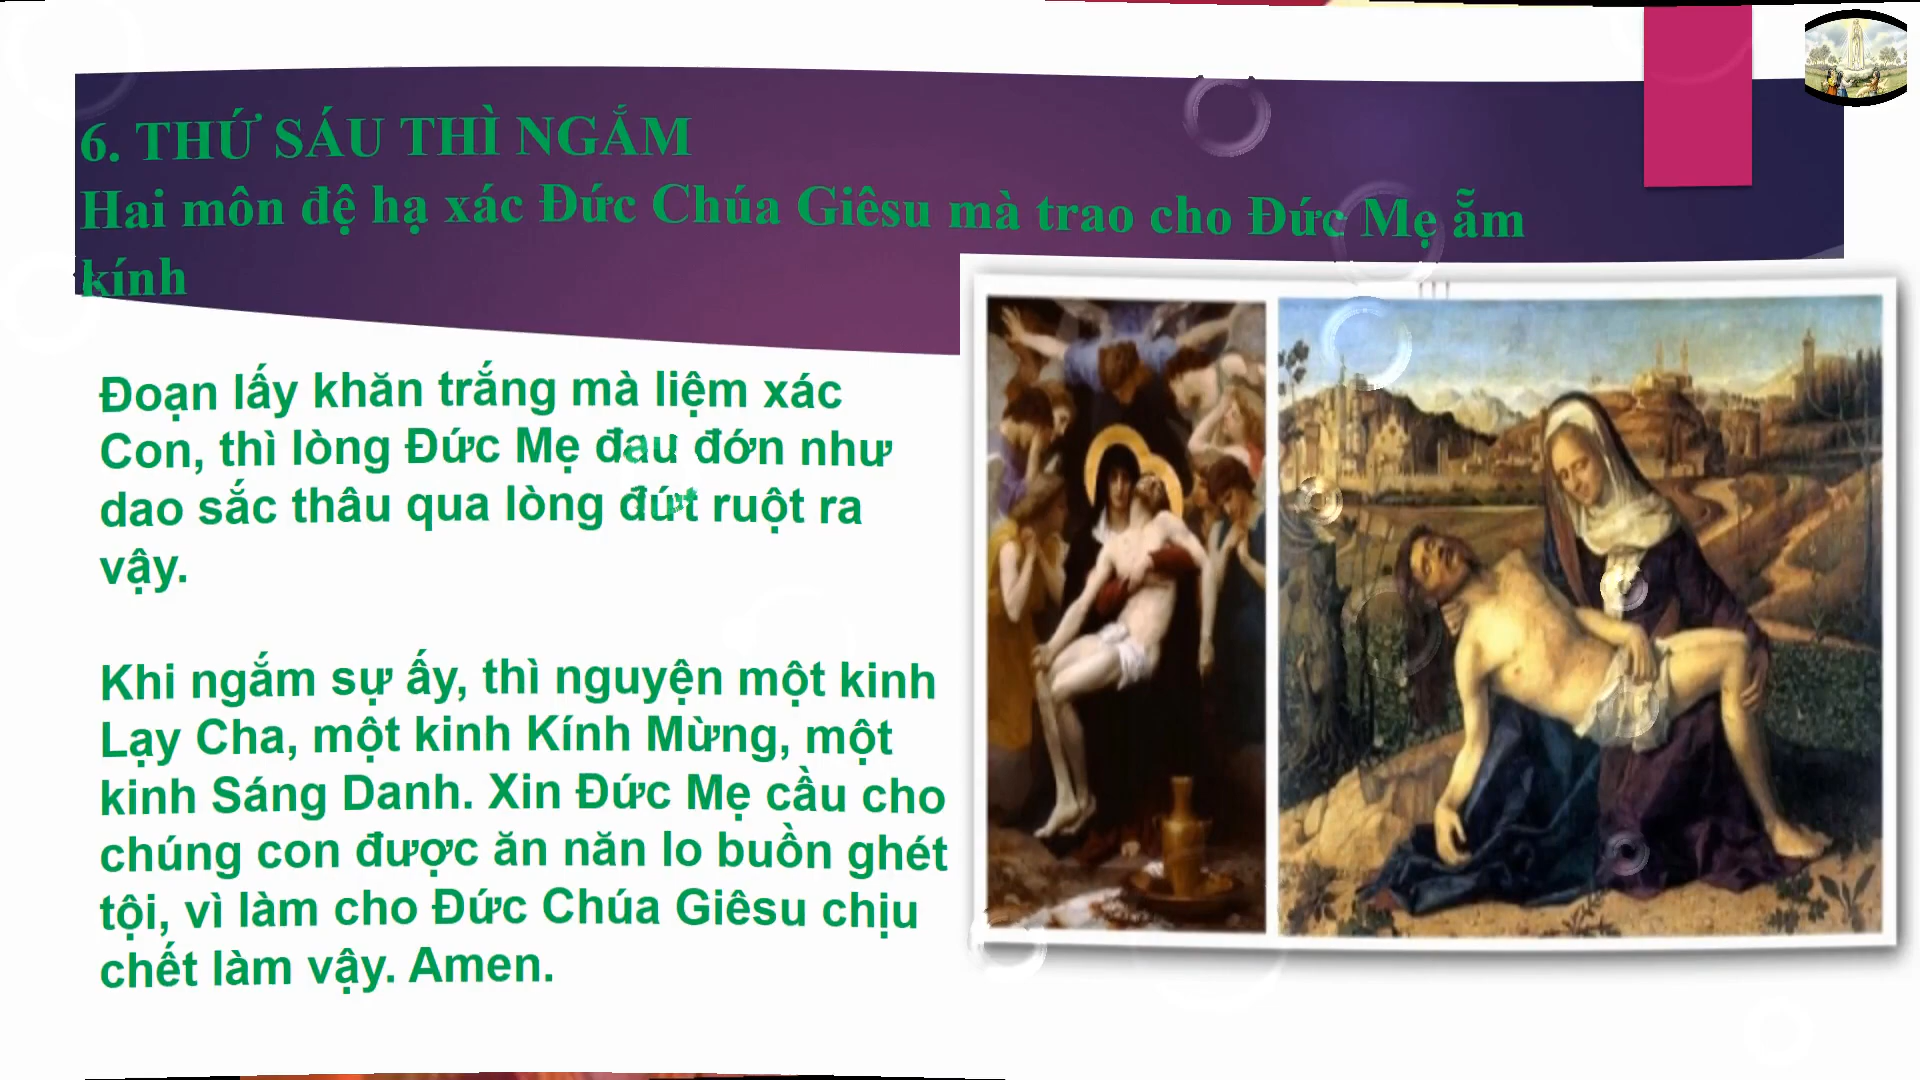 6. THỨ SÁU THÌ NGẮM
Hai môn đệ hạ xác Đức Chúa Giêsu mà trao cho Đức Mẹ ẵm
kính
Đoạn lấy khăn trắng mà liệm xác
Con, thì lòng Đức Mẹ đau đớn như
dao sắc thâu qua lòng đứt ruột ra
vậy.
Khi ngắm sự ấy, thì nguyện một kinh
Lạy Cha, một kinh Kính Mừng, một
kinh Sáng Danh. Xin Đức Mẹ cầu cho
chúng con được ăn năn lo buồn ghét
tội, vì làm cho Đức Chúa Giêsu chịu
chết làm vậy. Amen.